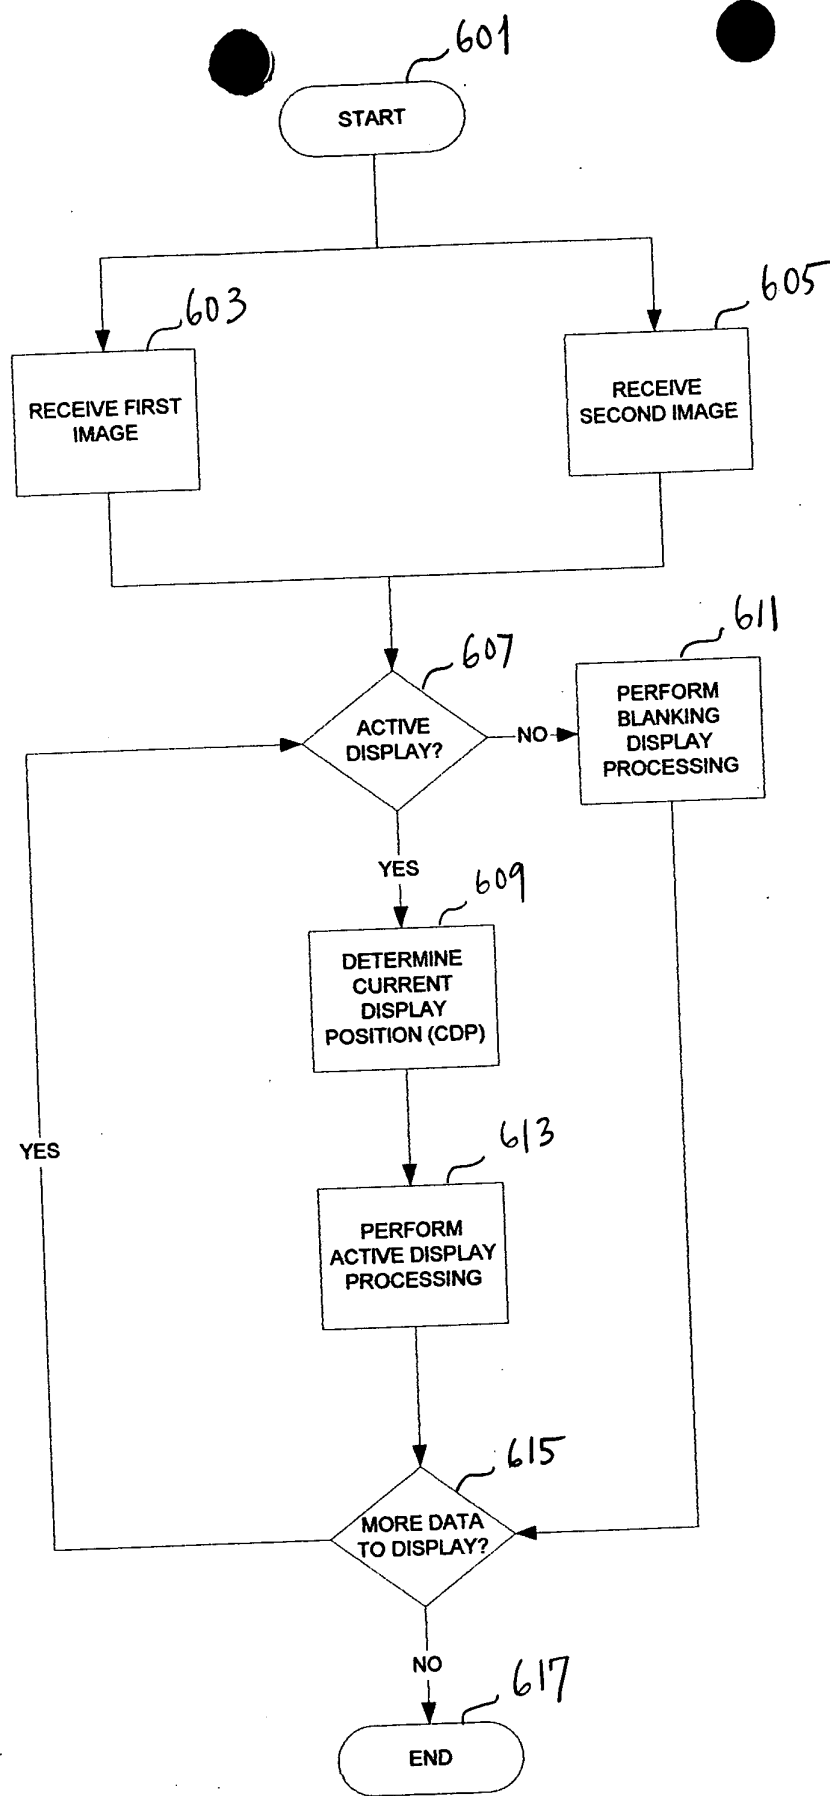 601
START
603
605
RECEIVE FIRST
IMAGE
RECEIVE
SECOND IMAGE
607
611
ACTIVE
DISPLAY?
NO
PERFORM
BLANKING
DISPLAY
PROCESSING
YES
609
DETERMINE
CURRENT
DISPLAY
POSITION (CDP)
YES
613
PERFORM
ACTIVE DISPLAY
PROCESSING
615
MORE DATA
TO DISPLAY?
NO
617
END